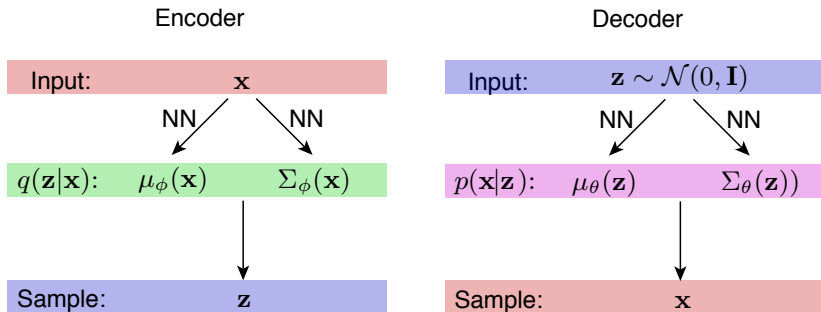 Encoder
Input: x
NN NN
q(z|x): μ_ϕ(x) Σ_ϕ(x)
Sample: z
Decoder
Input: z ∼ 𝒩(0, I)
NN NN
p(x|z): μ_θ(z) Σ_θ(z))
Sample: x